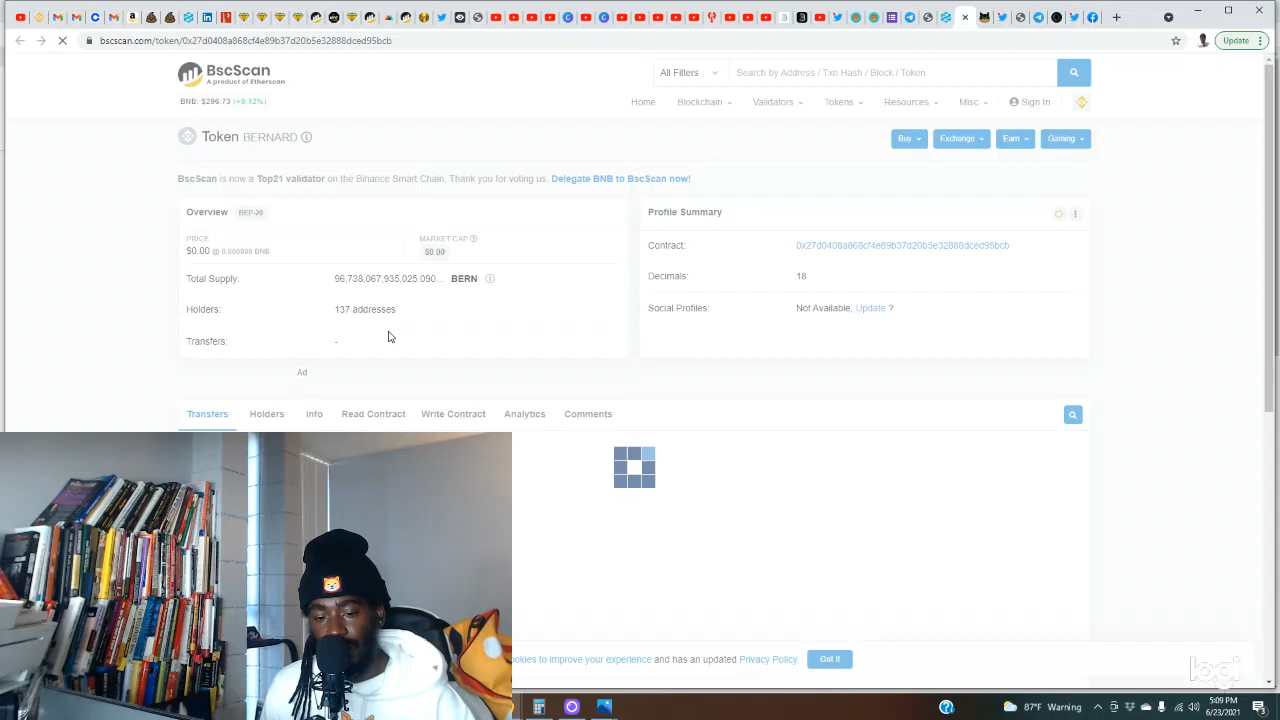 bscscan.com/token/0x27d0408a868cf4e89b37d20b5e32888dced95bcb
Update
BscScan
A product of Etherscan
All Filters
Search by Address / Txn Hash / Block / Token
BNB: $296.73 (+9.12%)
Home Blockchain Validators Tokens Resources Misc Sign In
Token BERNARD
Buy Exchange Earn Gaming
BscScan is now a Top21 validator on the Binance Smart Chain. Thank you for voting us. Delegate BNB to BscScan now!
Overview BEP-20
Profile Summary
PRICE
MARKET CAP
$0.00 @ 0.000000 BNB
$0.00
Contract: 0x27d0408a868cf4e89b37d20b5e32888dced95bcb
Total Supply: 96,738,067,935,025.090... BERN
Decimals: 18
Holders: 137 addresses
Social Profiles: Not Available, Update ?
Transfers: -
Ad
Transfers Holders Info Read Contract Write Contract Analytics Comments
ookies to improve your experience and has an updated Privacy Policy.
Got It
logi
87°F Warning
5:09 PM
6/23/2021